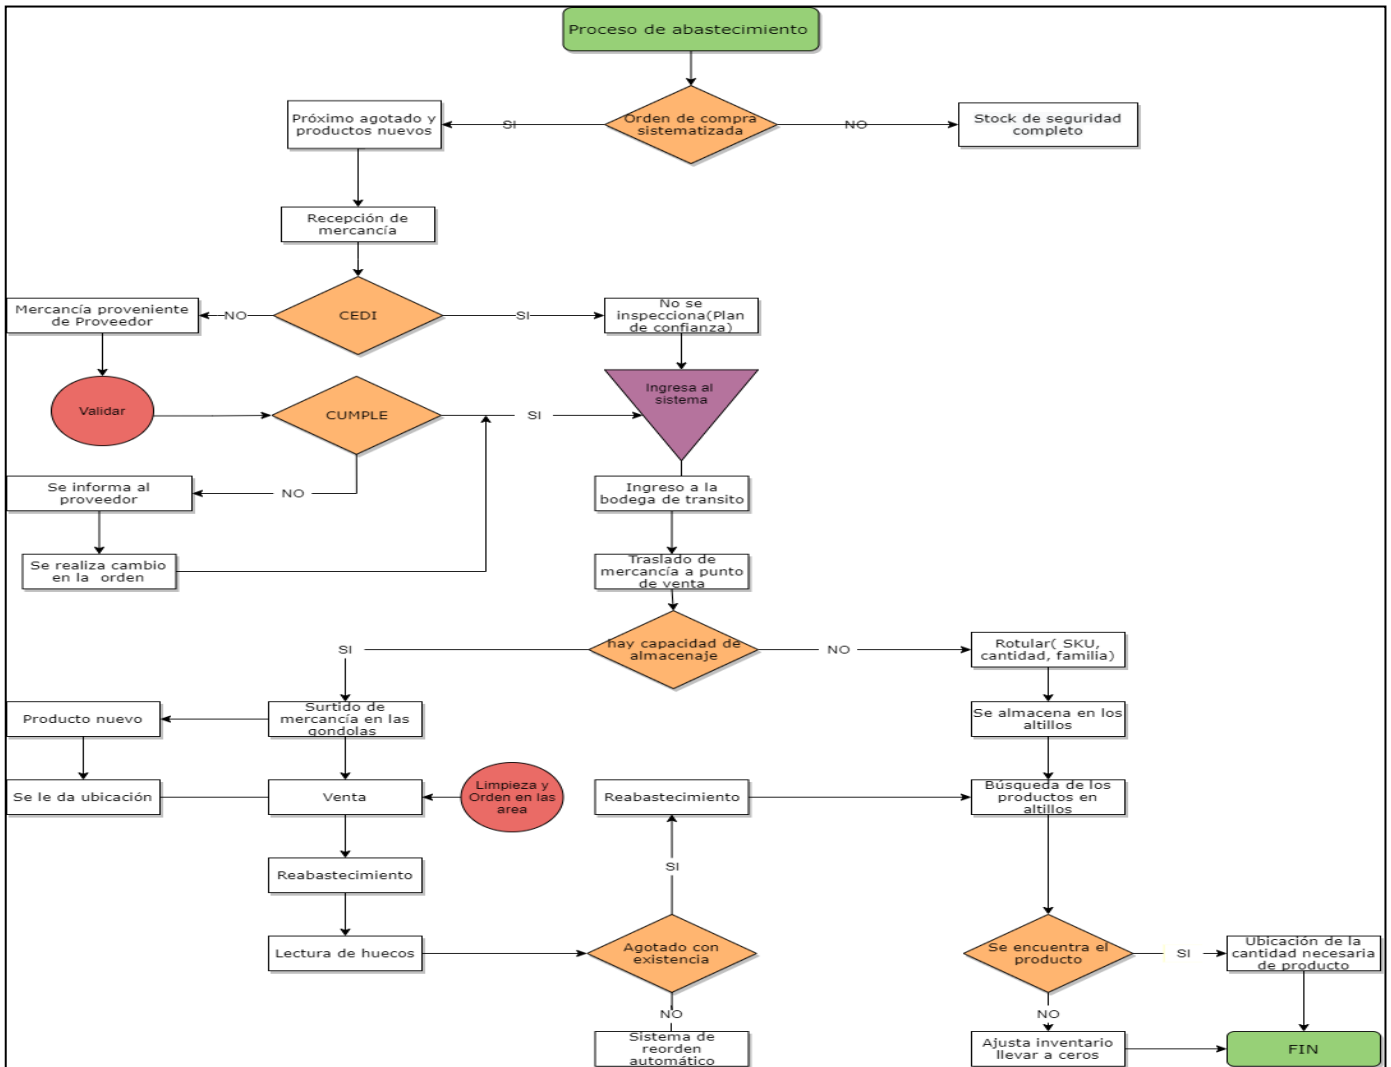 Proceso de abastecimiento
Próximo agotado y
productos nuevos
SI
Orden de compra
sistematizada
NO
Stock de seguridad
completo
Recepción de
mercancía
Mercancía proveniente
de Proveedor
NO
CEDI
SI
No se
inspecciona(Plan
de confianza)
Validar
CUMPLE
SI
Ingresa al
sistema
Se informa al
proveedor
NO
Ingreso a la
bodega de transito
Se realiza cambio
en la orden
Traslado de
mercancía a punto
de venta
SI
hay capacidad de
almacenaje
NO
Rotular( SKU,
cantidad, familia)
Producto nuevo
Surtido de
mercancía en las
gondolas
Se almacena en los
altillos
Se le da ubicación
Venta
Limpieza y
Orden en las
area
Reabastecimiento
Búsqueda de los
productos en
altillos
Reabastecimiento
SI
Lectura de huecos
Agotado con
existencia
Se encuentra el
producto
SI
Ubicación de la
cantidad necesaria
de producto
NO
NO
Sistema de
reorden
automático
Ajusta inventario
llevar a ceros
FIN